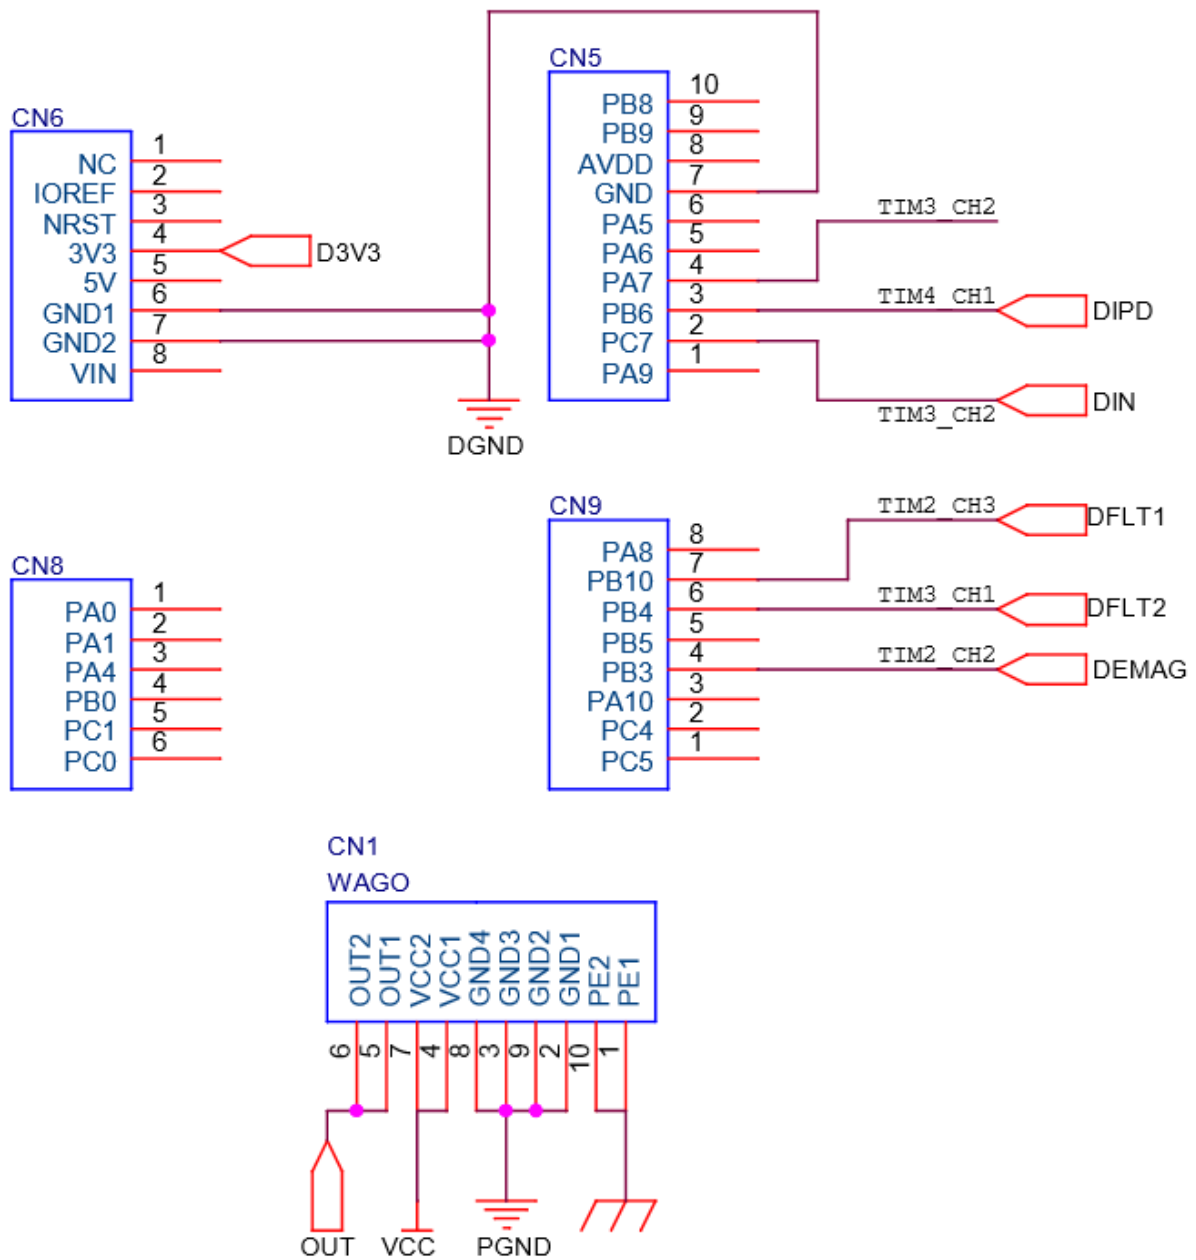 CN6
NC 1
IOREF 2
NRST 3
3V3 4
5V 5
GND1 6
GND2 7
VIN 8
D3V3
DGND
CN5
PB8 10
PB9 9
AVDD 8
GND 7
PA5 6
PA6 5
PA7 4
PB6 3
PC7 2
PA9 1
TIM3_CH2
TIM4_CH1 DIPD
TIM3_CH2 DIN
CN8
PA0 1
PA1 2
PA4 3
PB0 4
PC1 5
PC0 6
CN9
PA8 8
PB10 7
PB4 6
PB5 5
PB3 4
PA10 3
PC4 2
PC5 1
TIM2_CH3 DFLT1
TIM3_CH1 DFLT2
TIM2_CH2 DEMAG
CN1
WAGO
OUT2 6
OUT1 5
VCC2 7
VCC1 4
GND4 8
GND3 3
GND2 9
GND1 2
PE2 10
PE1 1
OUT VCC PGND